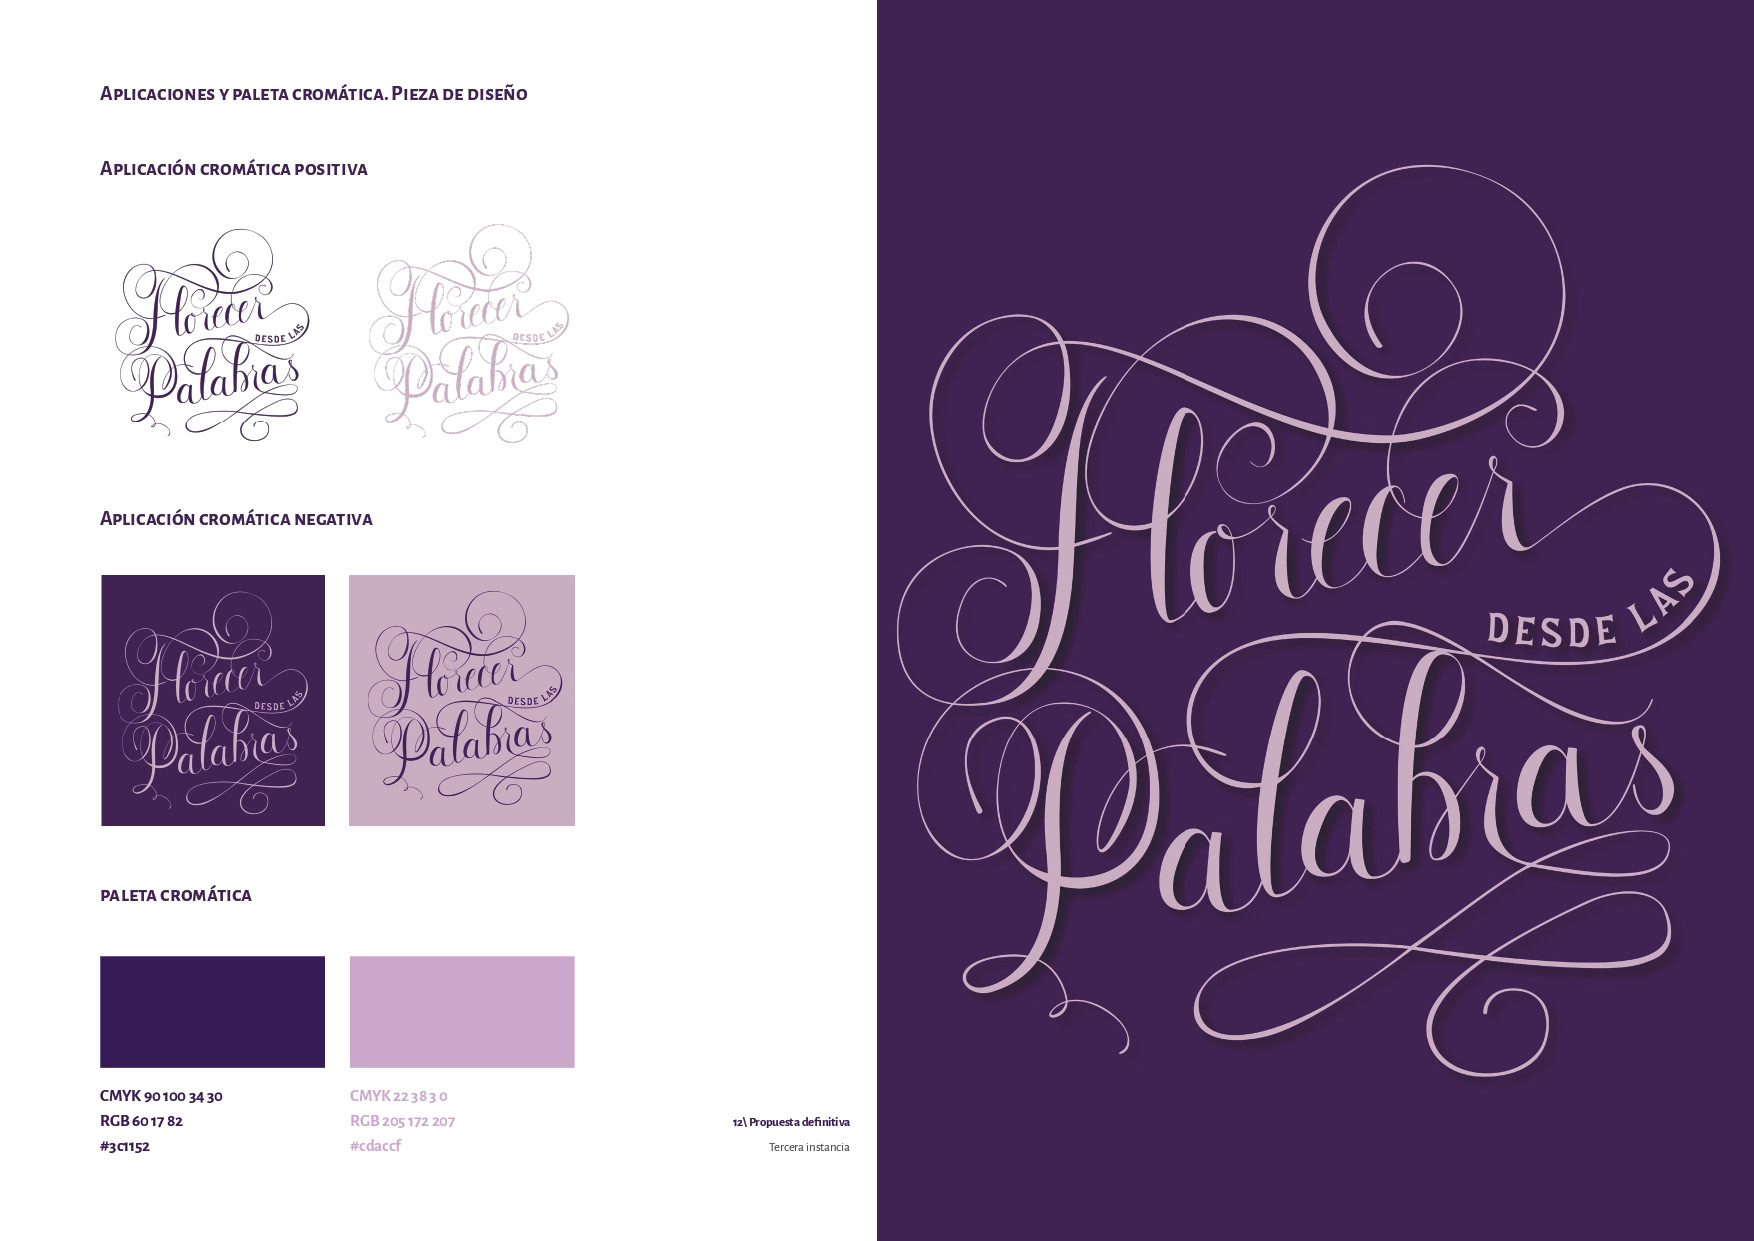 Aplicaciones y paleta cromática. Pieza de diseño
Aplicación cromática positiva
Florecer
DESDE LAS
Palabras
Florecer
DESDE LAS
Palabras
Aplicación cromática negativa
Florecer
DESDE LAS
Palabras
Florecer
DESDE LAS
Palabras
paleta cromática
CMYK 90 100 34 30
RGB 60 17 82
#3c1152
CMYK 22 38 3 0
RGB 205 172 207
#cdaccf
12\ Propuesta definitiva
Tercera instancia
Florecer
DESDE LAS
Palabras